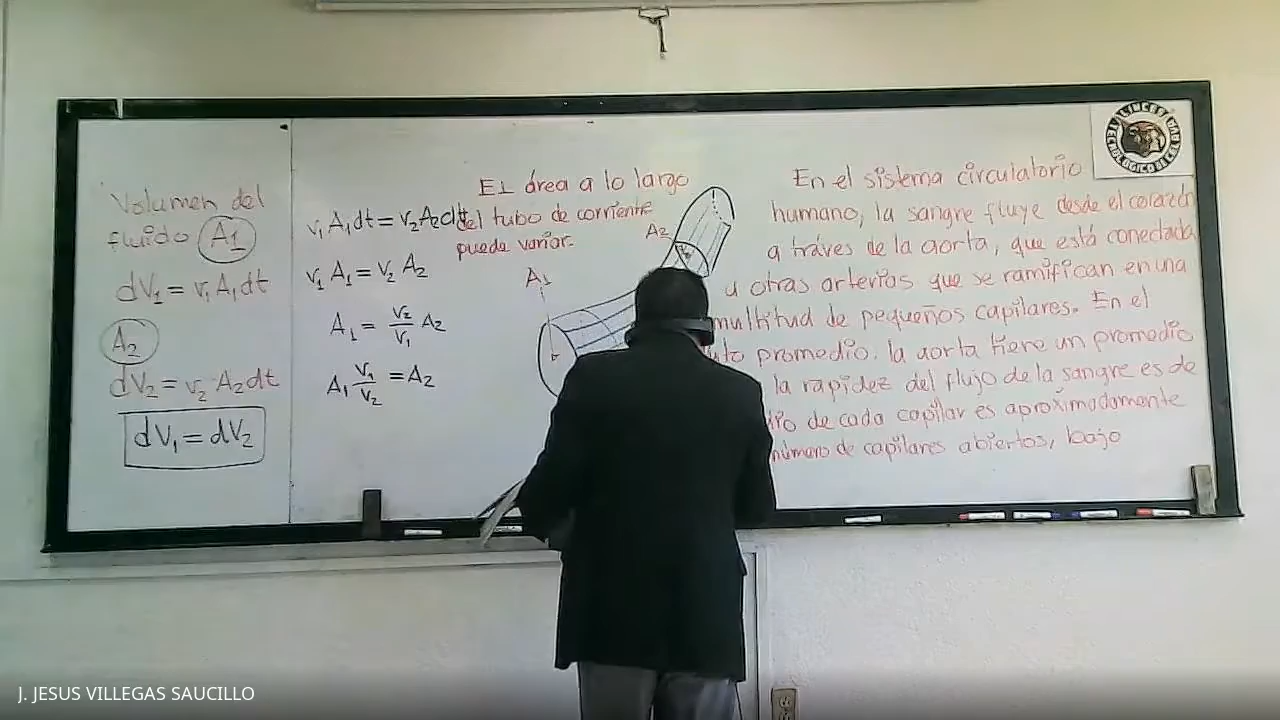 Volumen del
fluido A1
dV1 = v1 A1 dt
A2
dV2 = v2 A2 dt
dV1 = dV2
v1 A1 dt = v2 A2 dt
v1 A1 = v2 A2
A1 = v2/v1 A2
A1 v1/v2 = A2
El área a lo largo
del tubo de corriente
puede variar.
A1
A2
En el sistema circulatorio
humano, la sangre fluye desde el corazón
a tráves de la aorta, que está conectada
a otras arterias que se ramifican en una
multitud de pequeños capilares. En el
promedio, la aorta tiene un promedio
la rapidez del flujo de la sangre es de
de cada capilar es aproximadamente
número de capilares abiertos, bajo
LINCES
J. JESUS VILLEGAS SAUCILLO